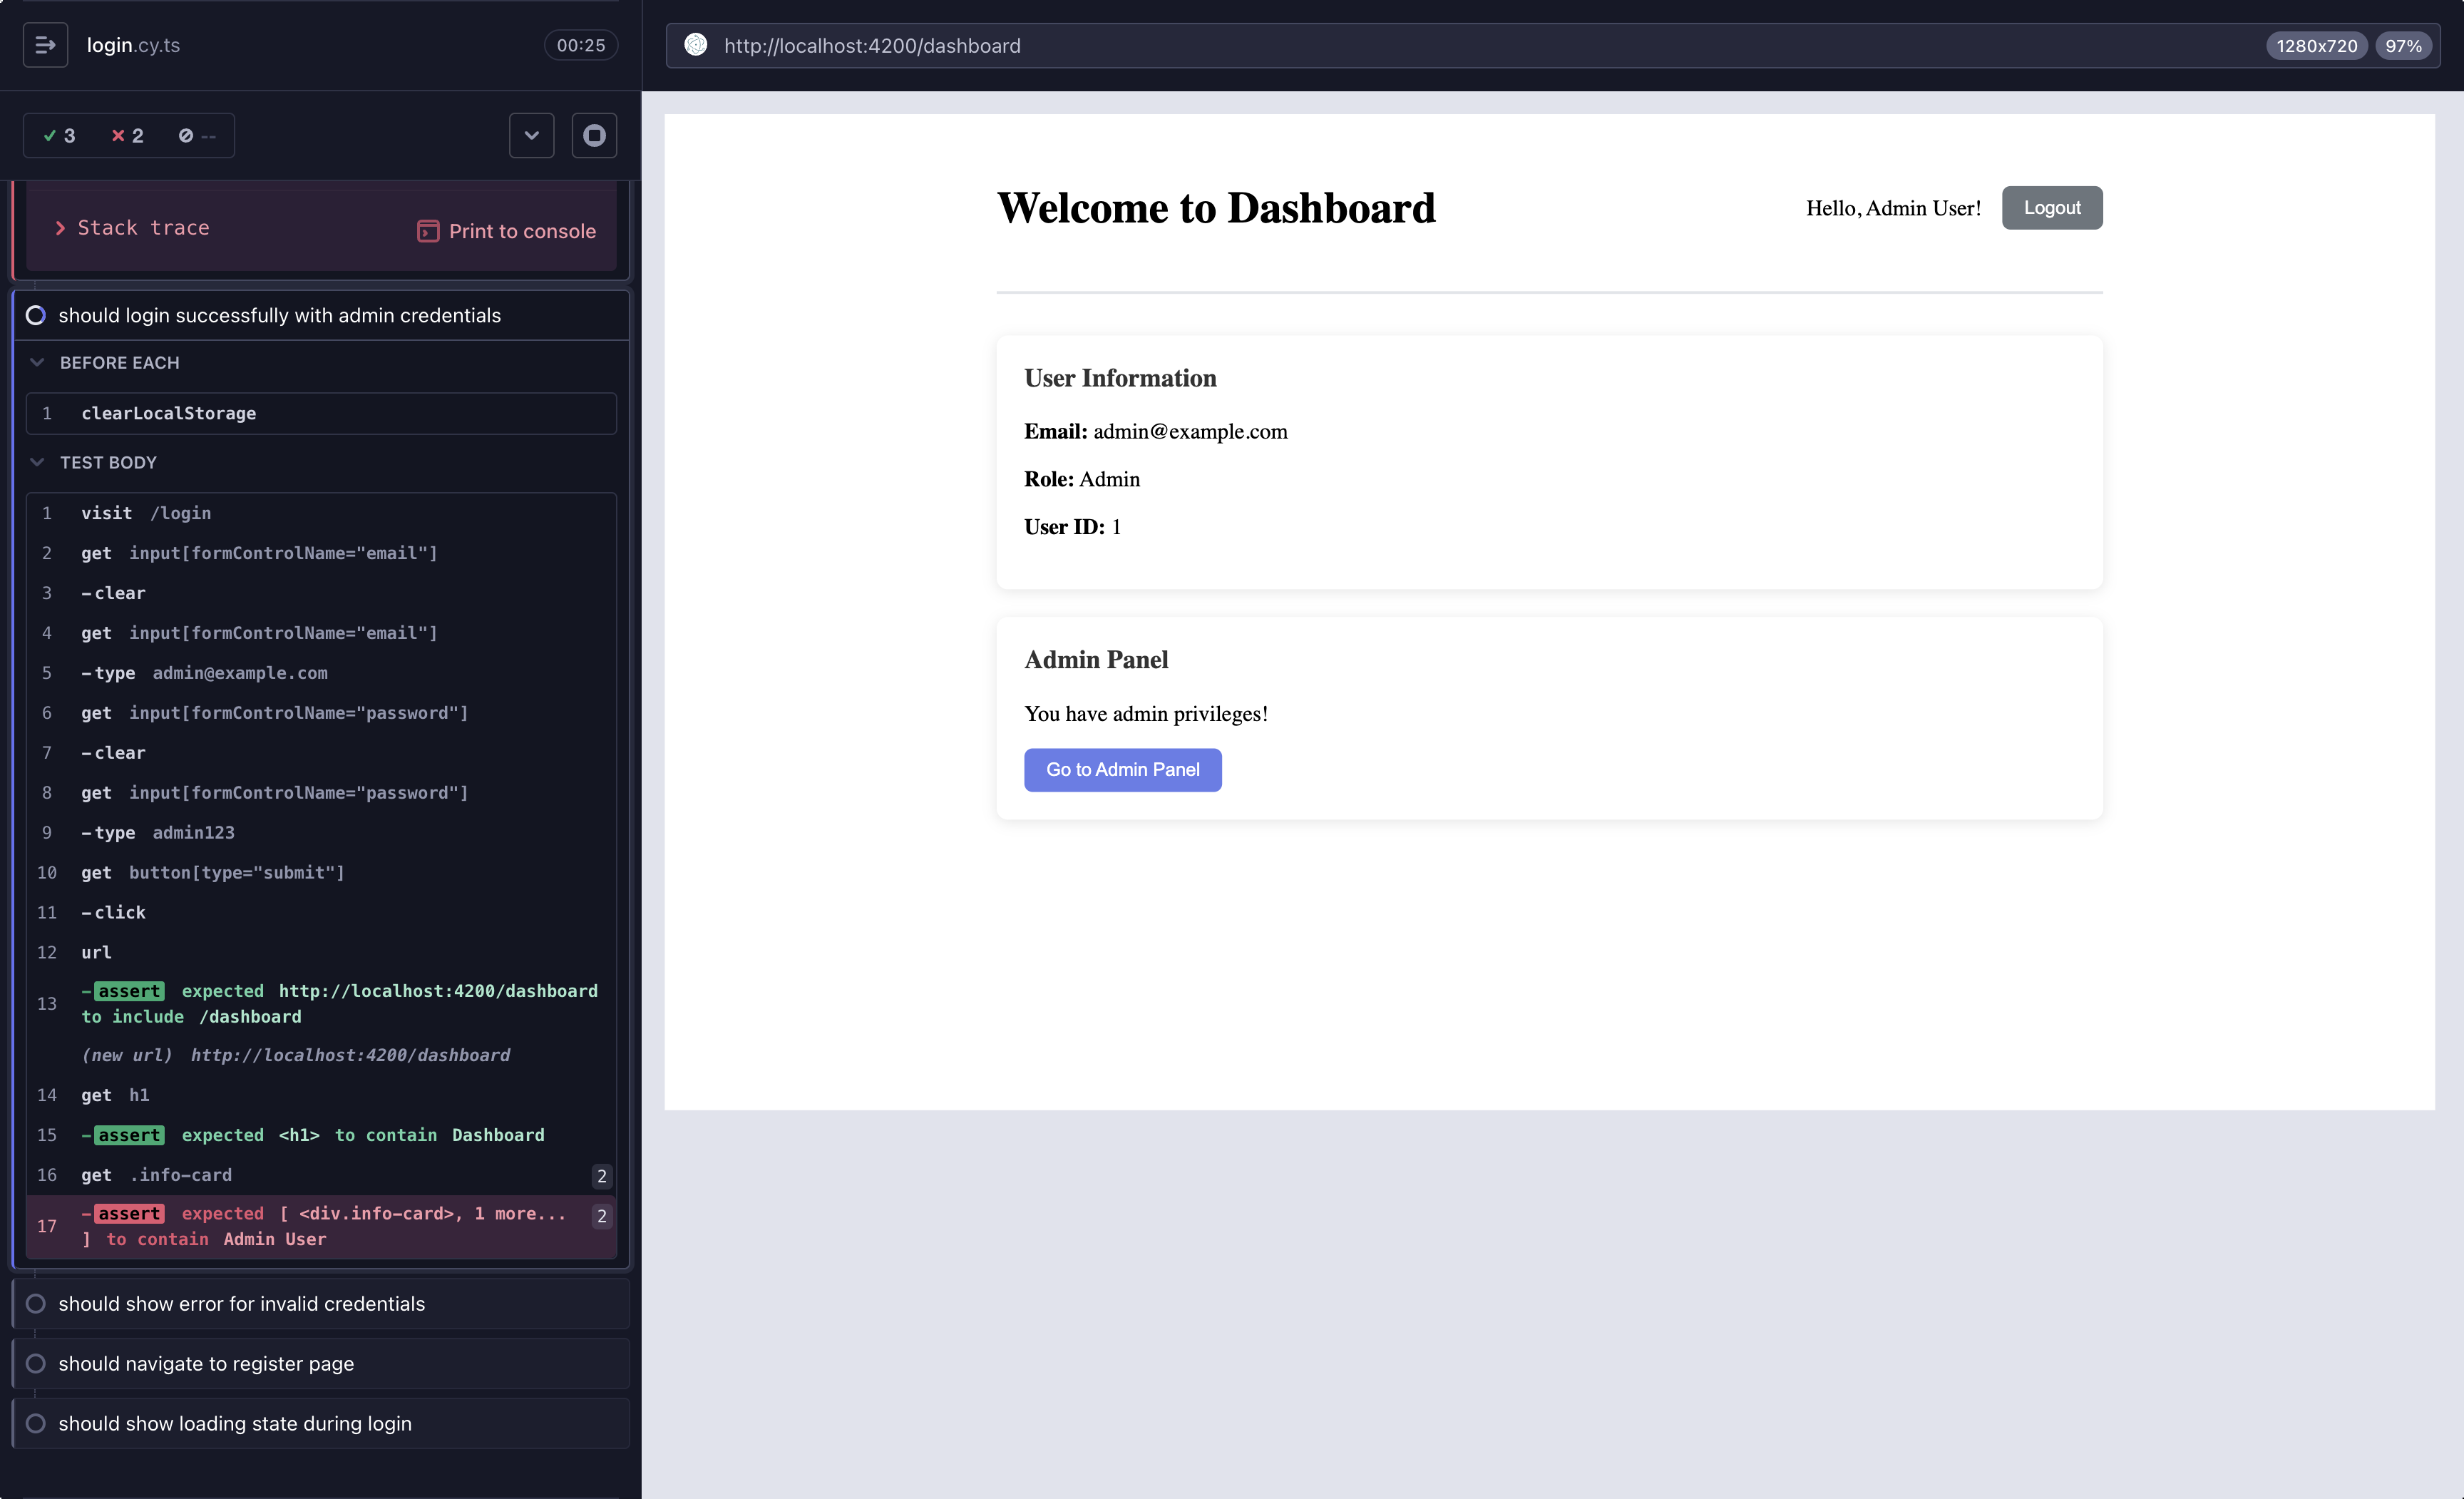 login.cy.ts
00:25
3
2
--
Stack trace
Print to console
should login successfully with admin credentials
BEFORE EACH
1 clearLocalStorage
TEST BODY
1 visit /login
2 get input[formControlName="email"]
3 -clear
4 get input[formControlName="email"]
5 -type admin@example.com
6 get input[formControlName="password"]
7 -clear
8 get input[formControlName="password"]
9 -type admin123
10 get button[type="submit"]
11 -click
12 url
13 -assert expected http://localhost:4200/dashboard
to include /dashboard
(new url) http://localhost:4200/dashboard
14 get h1
15 -assert expected <h1> to contain Dashboard
16 get .info-card 2
17 -assert expected [ <div.info-card>, 1 more... 2
] to contain Admin User
should show error for invalid credentials
should navigate to register page
should show loading state during login
http://localhost:4200/dashboard
1280x720
97%
Welcome to Dashboard
Hello, Admin User!
Logout
User Information
Email: admin@example.com
Role: Admin
User ID: 1
Admin Panel
You have admin privileges!
Go to Admin Panel